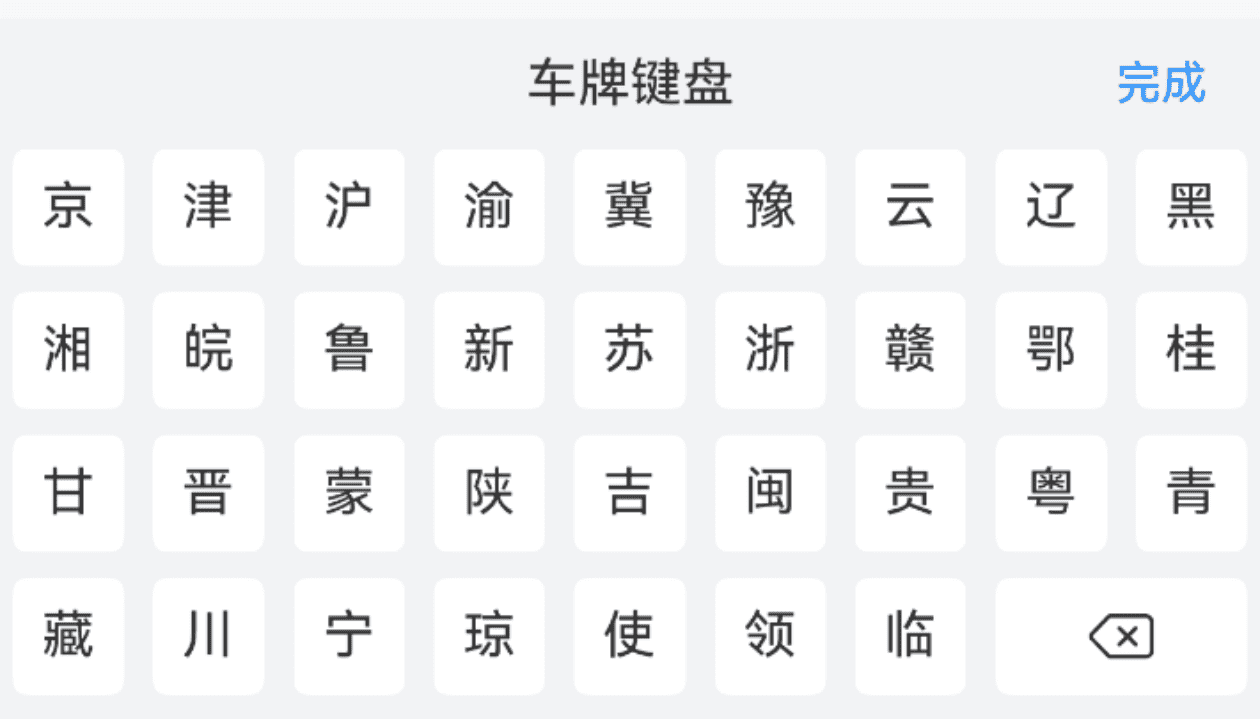 车牌键盘 完成
京 津 沪 渝 冀 豫 云 辽 黑
湘 皖 鲁 新 苏 浙 赣 鄂 桂
甘 晋 蒙 陕 吉 闽 贵 粤 青
藏 川 宁 琼 使 领 临